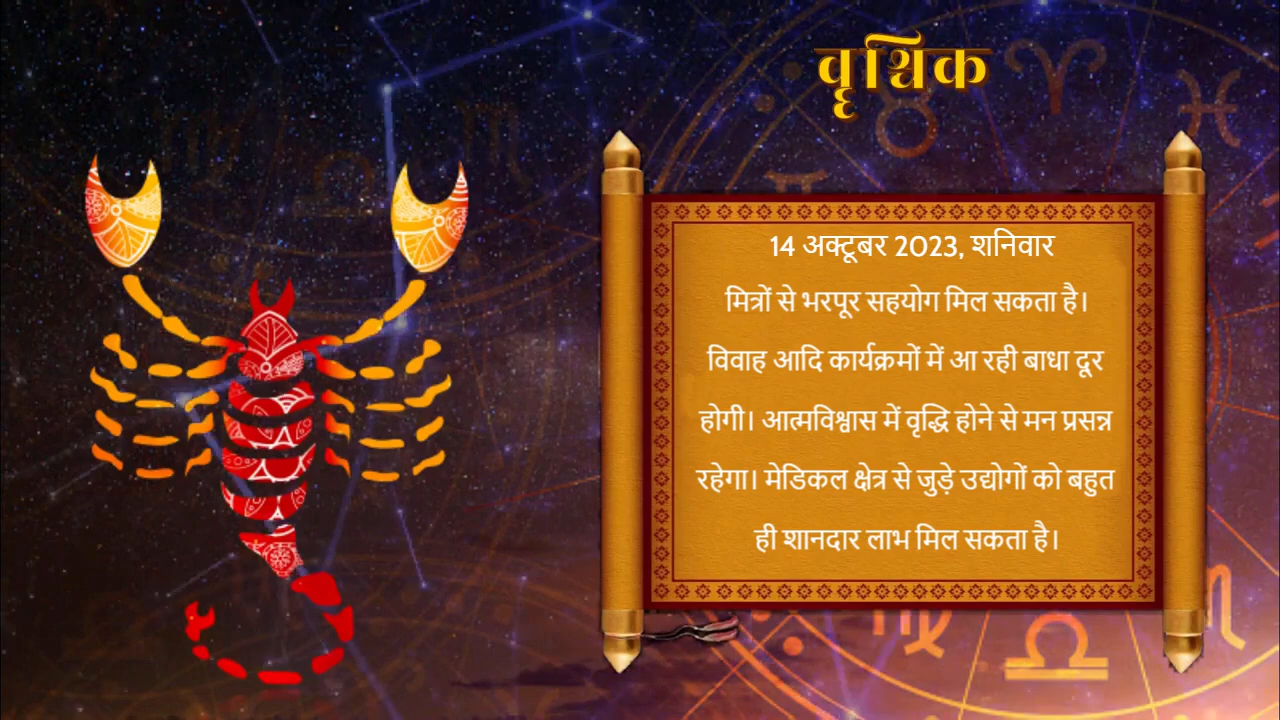 वृश्चिक
14 अक्टूबर 2023, शनिवार
मित्रों से भरपूर सहयोग मिल सकता है।
विवाह आदि कार्यक्रमों में आ रही बाधा दूर
होगी। आत्मविश्वास में वृद्धि होने से मन प्रसन्न
रहेगा। मेडिकल क्षेत्र से जुड़े उद्योगों को बहुत
ही शानदार लाभ मिल सकता है।